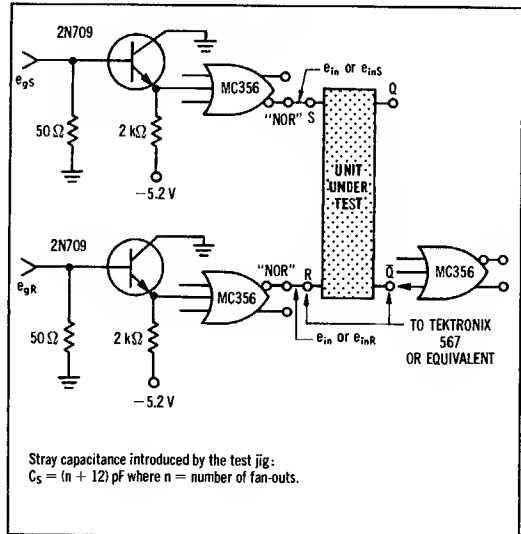 2N709
e_gS
50 Ω
2 kΩ
−5.2 V
MC356
"NOR"
e_in or e_inS
S
Q
UNIT
UNDER
TEST
2N709
e_gR
50 Ω
2 kΩ
−5.2 V
MC356
"NOR"
R
e_in or e_inR
Q̅
MC356
TO TEKTRONIX
567
OR EQUIVALENT
Stray capacitance introduced by the test jig:
C_S = (n + 12) pF where n = number of fan-outs.